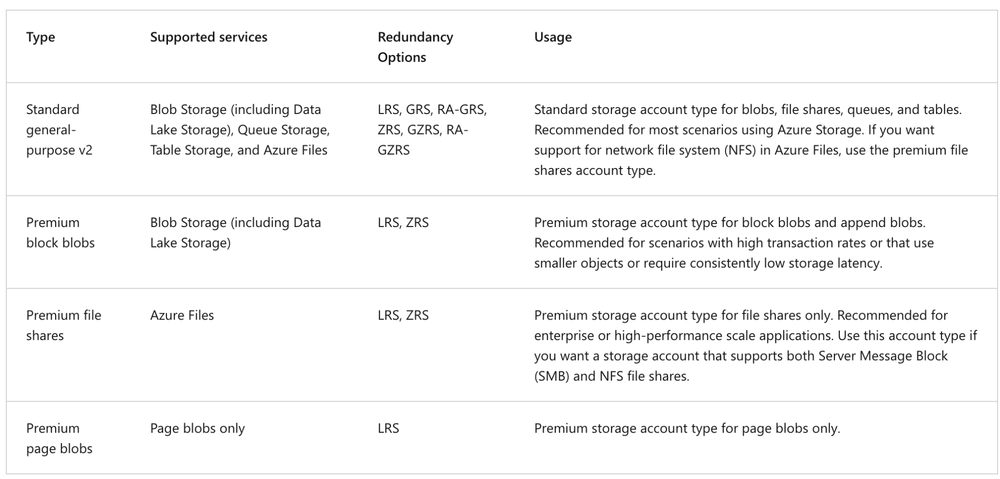 Type
Supported services
Redundancy
Options
Usage
Standard
general-
purpose v2
Blob Storage (including Data
Lake Storage), Queue Storage,
Table Storage, and Azure Files
LRS, GRS, RA-GRS,
ZRS, GZRS, RA-
GZRS
Standard storage account type for blobs, file shares, queues, and tables.
Recommended for most scenarios using Azure Storage. If you want
support for network file system (NFS) in Azure Files, use the premium file
shares account type.
Premium
block blobs
Blob Storage (including Data
Lake Storage)
LRS, ZRS
Premium storage account type for block blobs and append blobs.
Recommended for scenarios with high transaction rates or that use
smaller objects or require consistently low storage latency.
Premium file
shares
Azure Files
LRS, ZRS
Premium storage account type for file shares only. Recommended for
enterprise or high-performance scale applications. Use this account type if
you want a storage account that supports both Server Message Block
(SMB) and NFS file shares.
Premium
page blobs
Page blobs only
LRS
Premium storage account type for page blobs only.